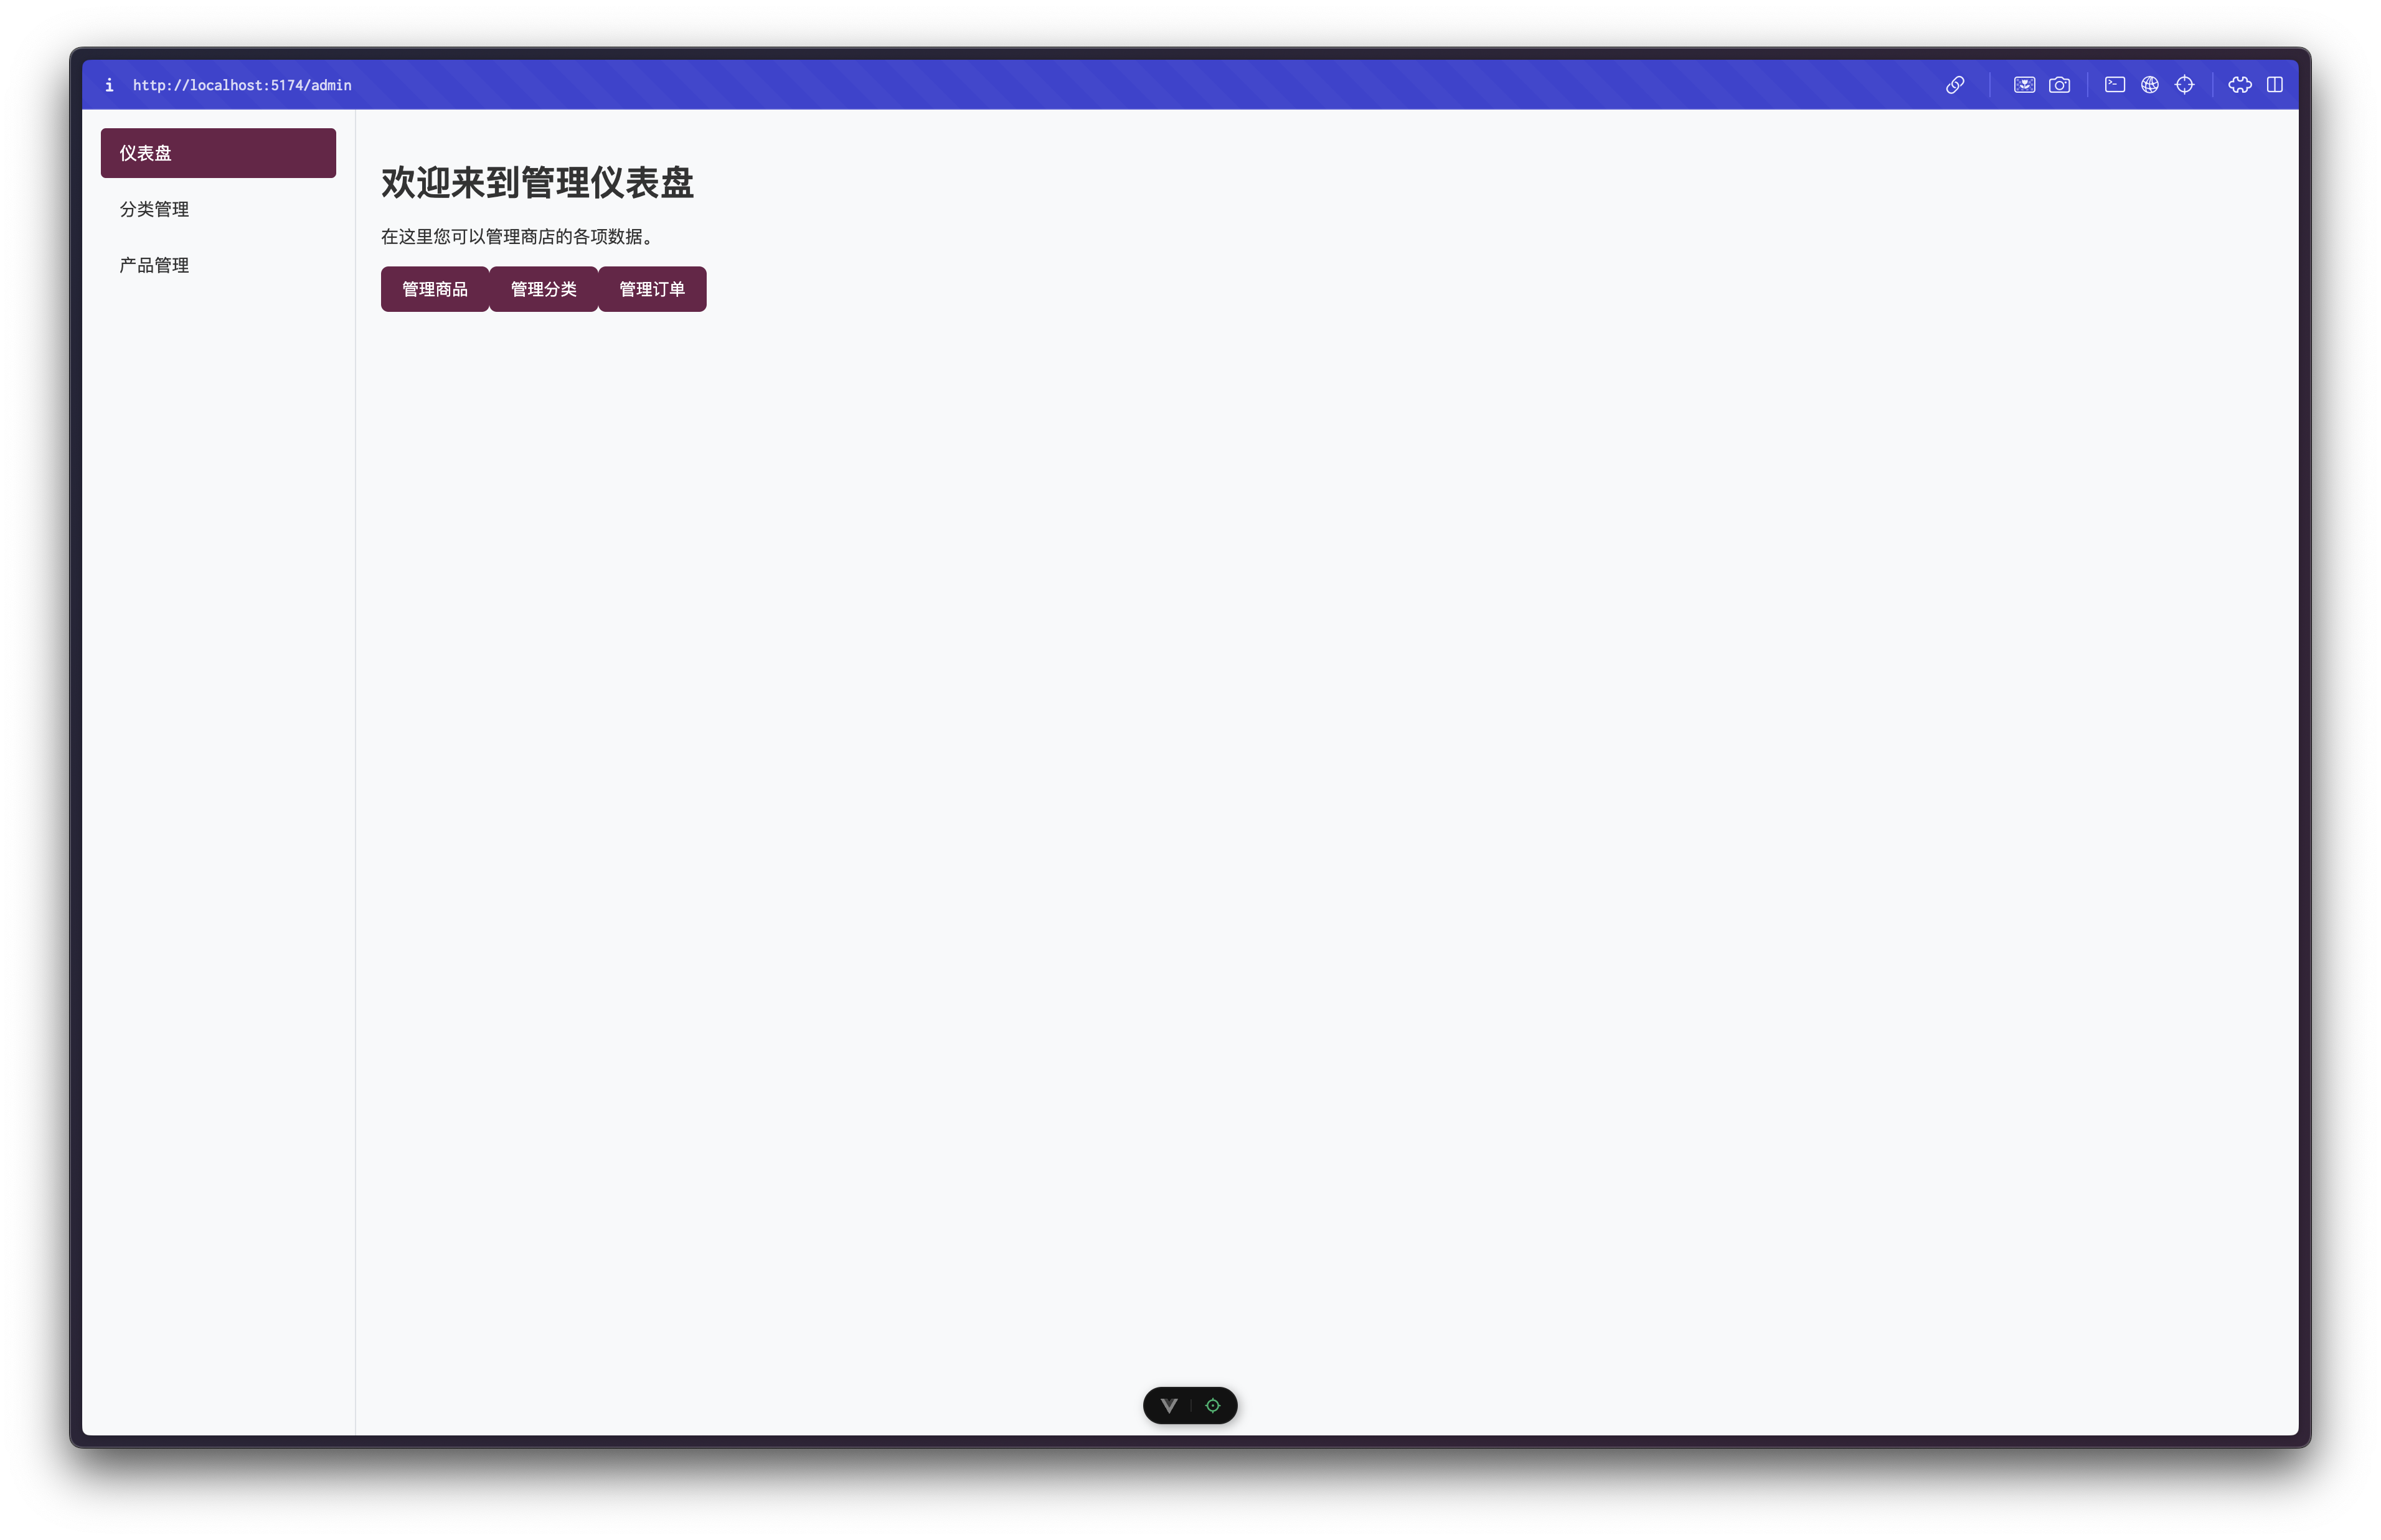 http://localhost:5174/admin
仪表盘
分类管理
产品管理
欢迎来到管理仪表盘
在这里您可以管理商店的各项数据。
管理商品 管理分类 管理订单